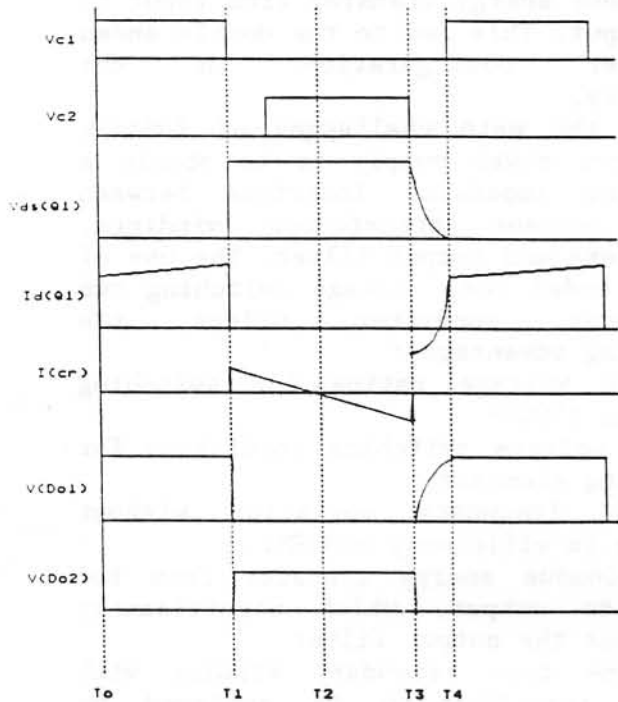 Vc1
Vc2
Vds(Q1)
Id(Q1)
I(cr)
V(Do1)
V(Do2)
To T1 T2 T3 T4